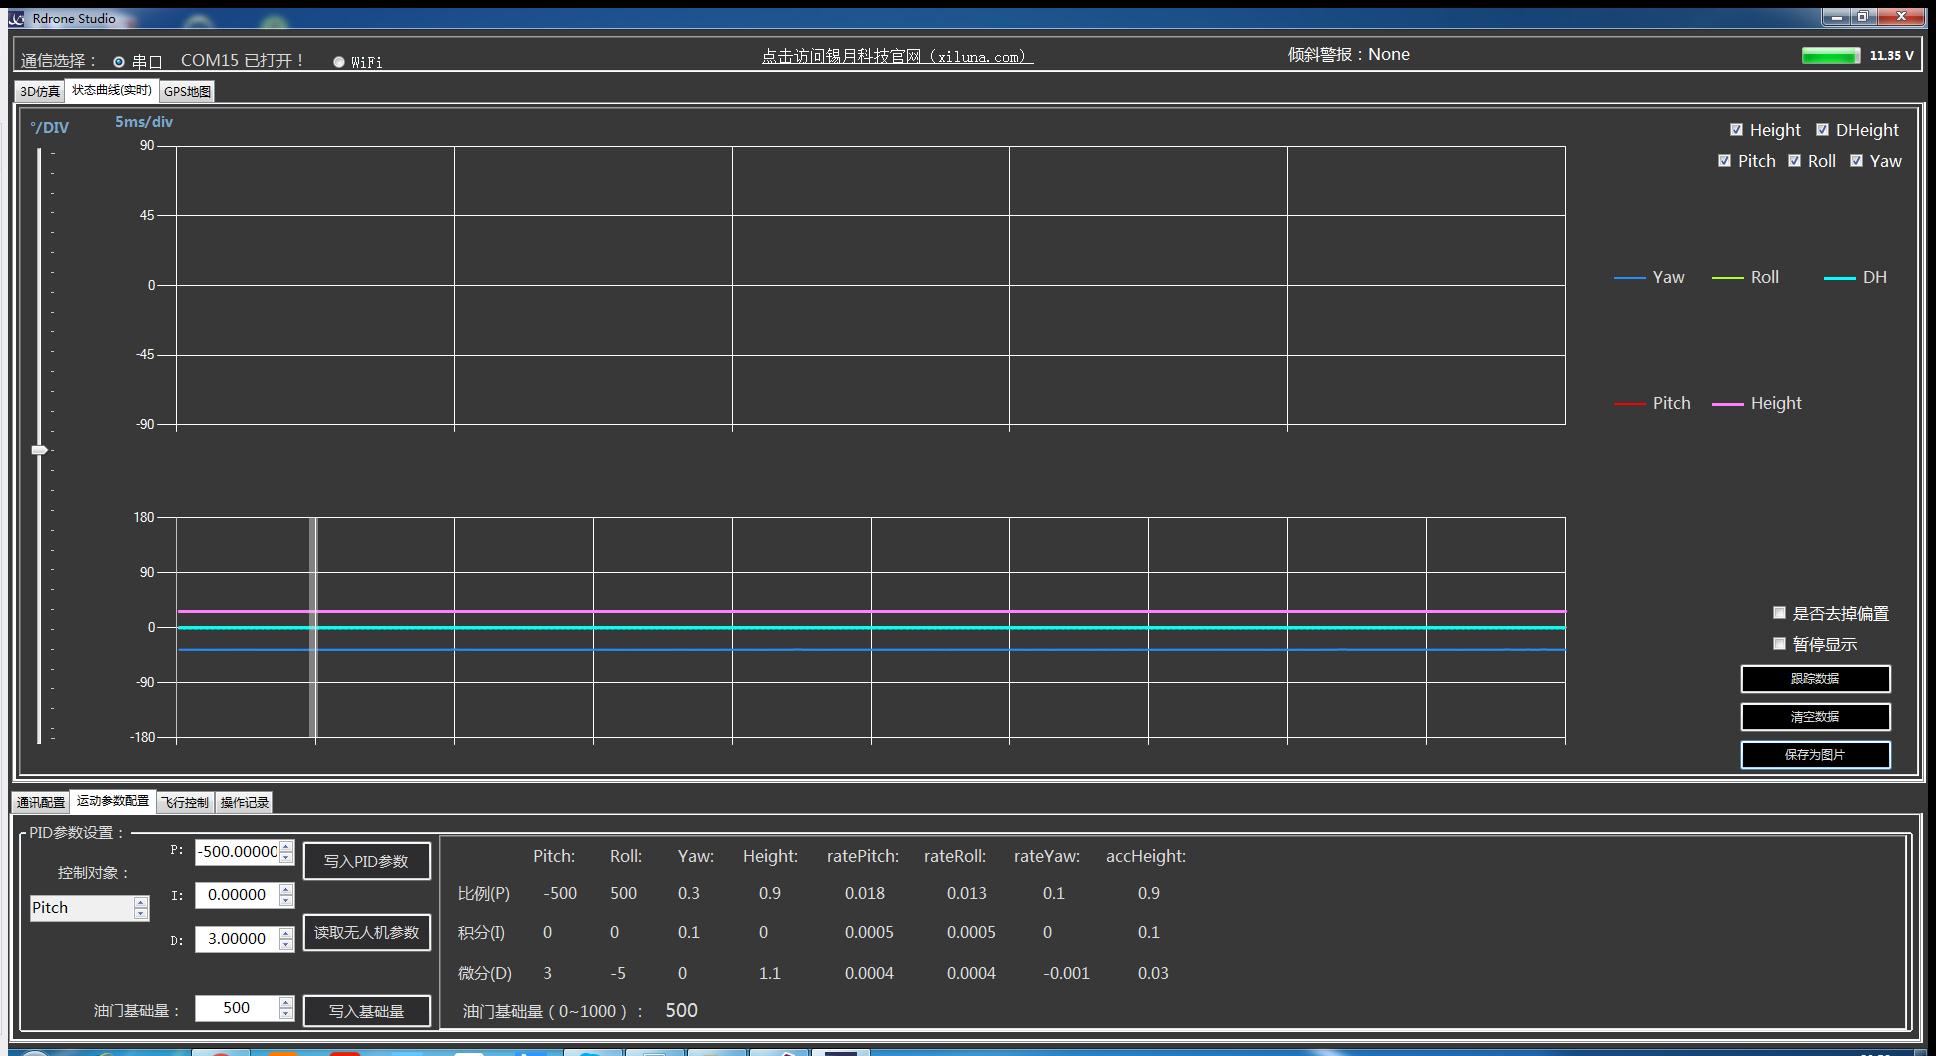 Rdrone Studio
通信选择： 串口 COM15 已打开！ WiFi 点击访问锡月科技官网（xiluna.com） 倾斜警报：None 11.35 V
3D仿真 状态曲线(实时) GPS地图
°/DIV 5ms/div
Height DHeight
Pitch Roll Yaw
90
45
0
-45
-90
Yaw Roll DH
Pitch Height
180
90
0
-90
-180
是否去掉偏置
暂停显示
跟踪数据
清空数据
保存为图片
通讯配置 运动参数配置 飞行控制 操作记录
PID参数设置：
控制对象：
Pitch
P: -500.00000 写入PID参数
I: 0.00000
D: 3.00000 读取无人机参数
油门基础量： 500 写入基础量
Pitch: Roll: Yaw: Height: ratePitch: rateRoll: rateYaw: accHeight:
比例(P) -500 500 0.3 0.9 0.018 0.013 0.1 0.9
积分(I) 0 0 0.1 0 0.0005 0.0005 0 0.1
微分(D) 3 -5 0 1.1 0.0004 0.0004 -0.001 0.03
油门基础量（0~1000）： 500